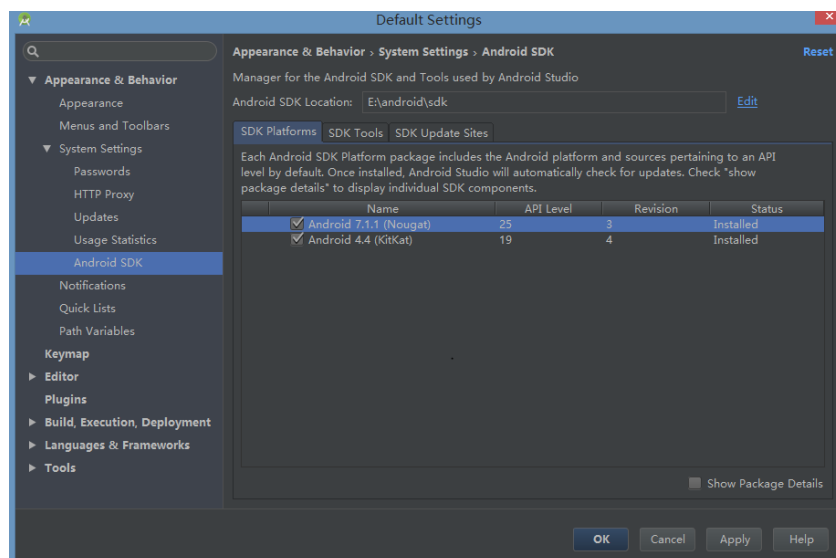 Default Settings
Appearance & Behavior
Appearance
Menus and Toolbars
System Settings
Passwords
HTTP Proxy
Updates
Usage Statistics
Android SDK
Notifications
Quick Lists
Path Variables
Keymap
Editor
Plugins
Build, Execution, Deployment
Languages & Frameworks
Tools
Appearance & Behavior › System Settings › Android SDK Reset
Manager for the Android SDK and Tools used by Android Studio
Android SDK Location: E:\android\sdk Edit
SDK Platforms SDK Tools SDK Update Sites
Each Android SDK Platform package includes the Android platform and sources pertaining to an API
level by default. Once installed, Android Studio will automatically check for updates. Check "show
package details" to display individual SDK components.
Name API Level Revision Status
Android 7.1.1 (Nougat) 25 3 Installed
Android 4.4 (KitKat) 19 4 Installed
Show Package Details
OK Cancel Apply Help